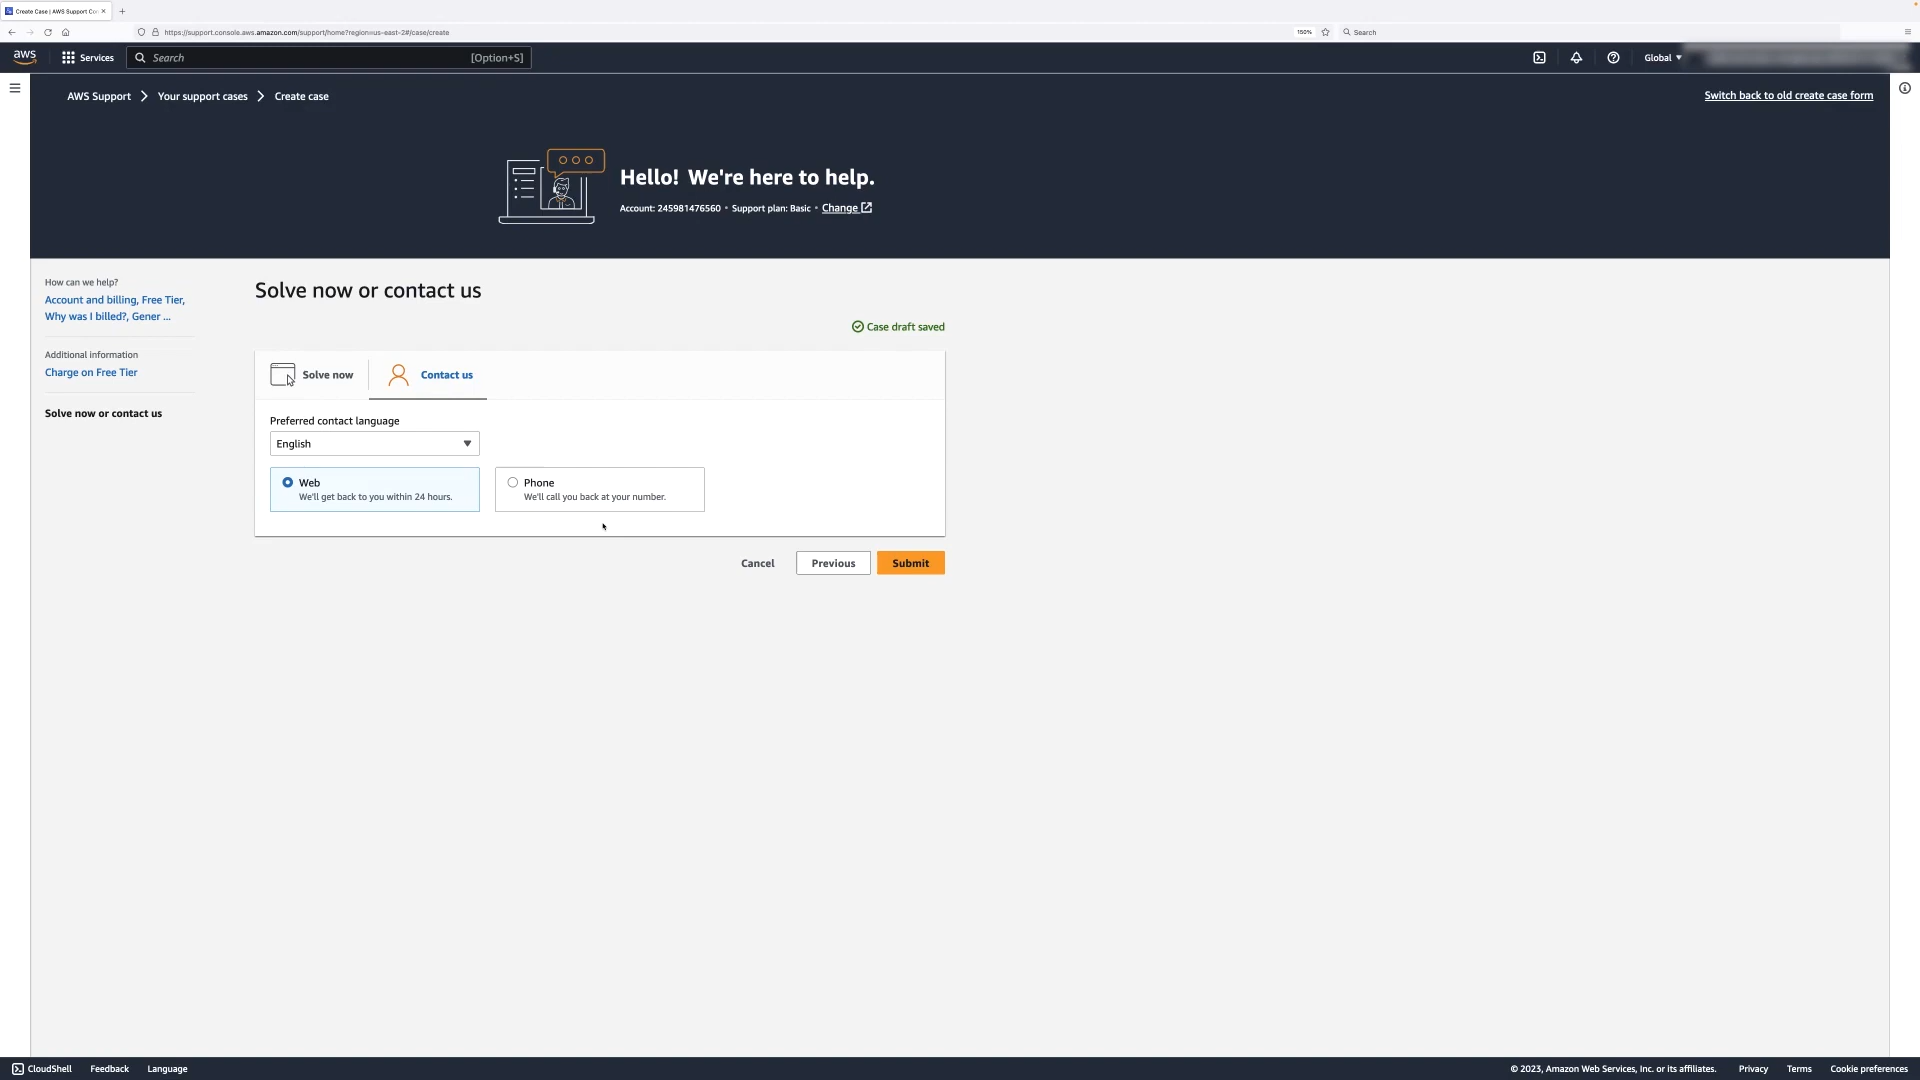 Create Case | AWS Support Co
https://support.console.aws.amazon.com/support/home?region=us-east-2#/case/create
150%
Search
aws
Services
Search
[Option+S]
Global
AWS Support
Your support cases
Create case
Switch back to old create case form
Hello! We're here to help.
Account: 245981476560 • Support plan: Basic • Change
How can we help?
Account and billing, Free Tier,
Why was I billed?, Gener ...
Additional information
Charge on Free Tier
Solve now or contact us
Solve now or contact us
Case draft saved
Solve now
Contact us
Preferred contact language
English
Web
We'll get back to you within 24 hours.
Phone
We'll call you back at your number.
Cancel
Previous
Submit
CloudShell
Feedback
Language
© 2023, Amazon Web Services, Inc. or its affiliates.
Privacy
Terms
Cookie preferences